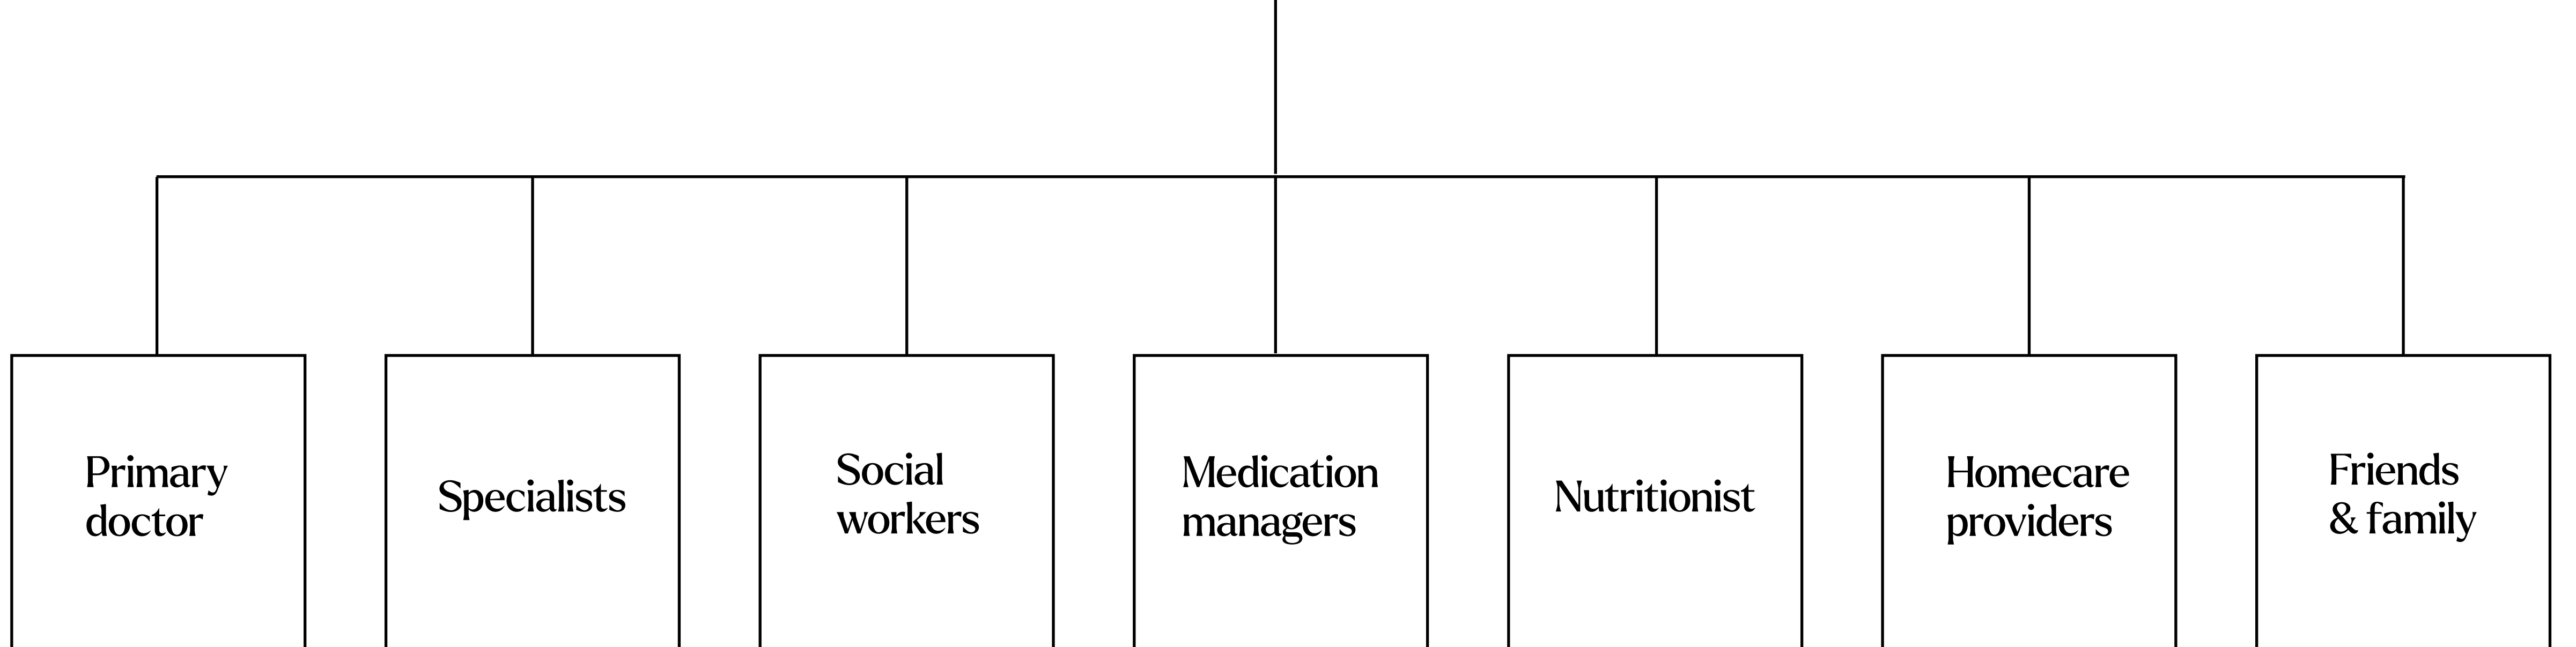 Primary
doctor
Specialists
Social
workers
Medication
managers
Nutritionist
Homecare
providers
Friends
& family